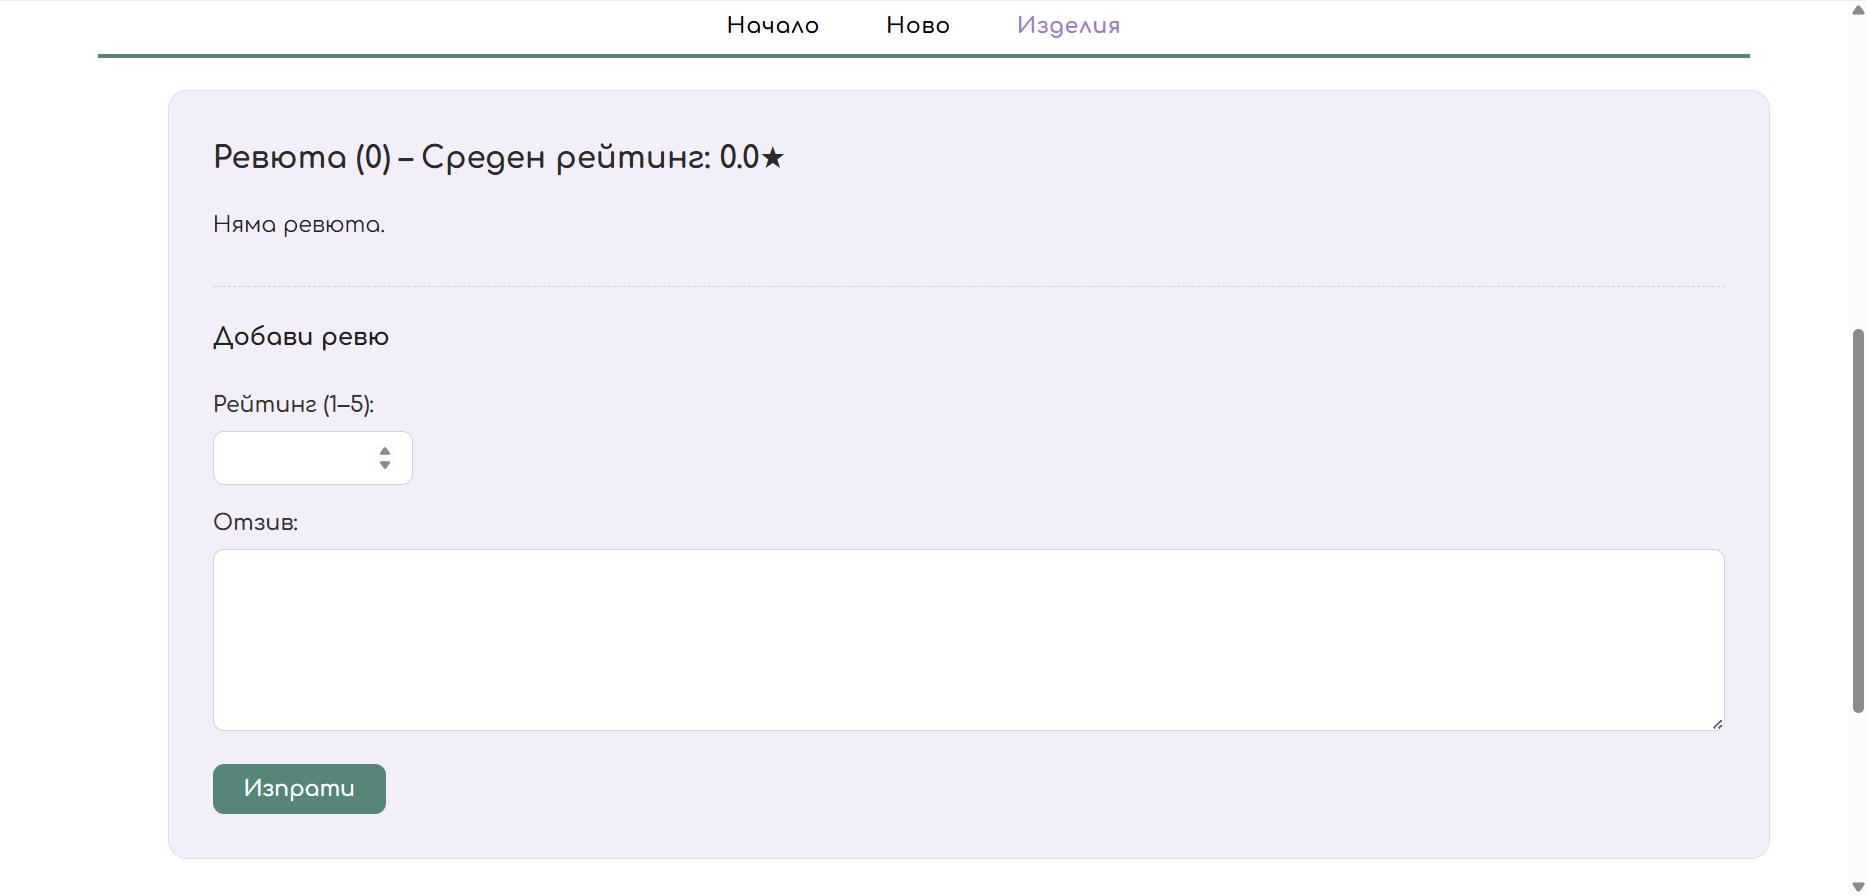 Начало Ново Изделия
Ревюта (0) – Среден рейтинг: 0.0★
Няма ревюта.
Добави ревю
Рейтинг (1–5):
Отзив:
Изпрати